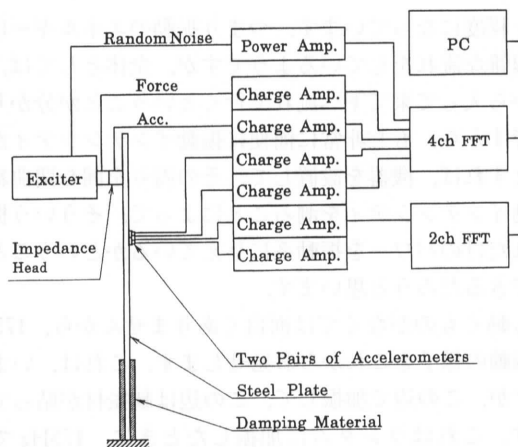 Random Noise
Power Amp.
PC
Force
Charge Amp.
Acc.
Charge Amp.
4ch FFT
Charge Amp.
Exciter
Charge Amp.
Charge Amp.
2ch FFT
Impedance
Head
Charge Amp.
Two Pairs of Accelerometers
Steel Plate
Damping Material